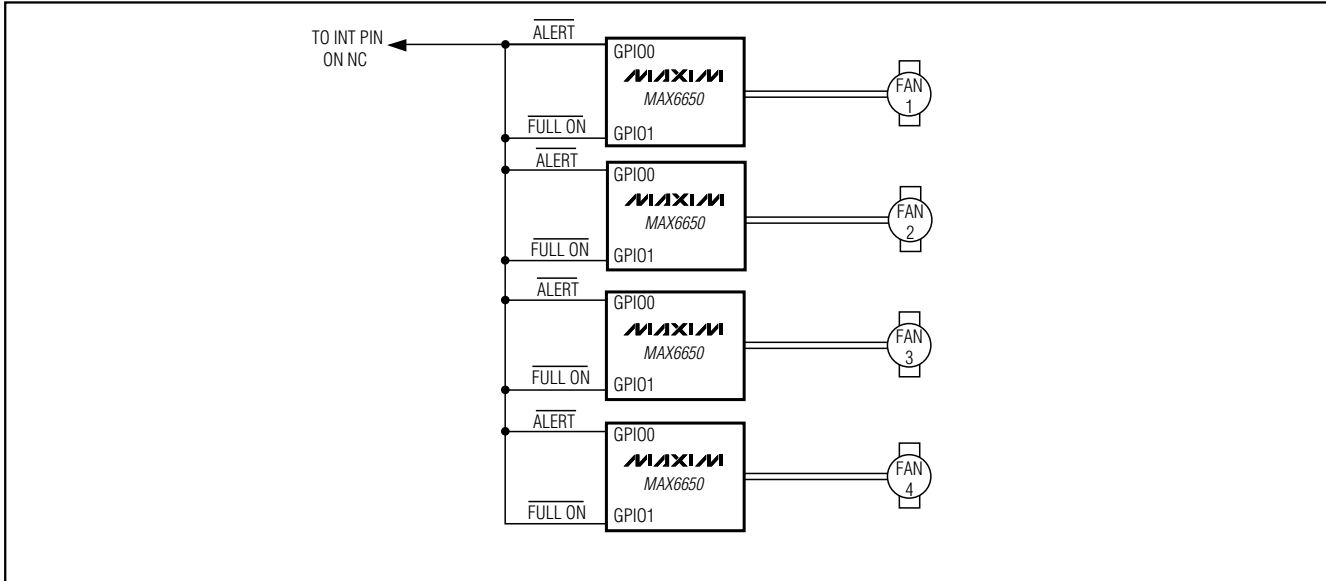 TO INT PIN
ON NC
ALERT
GPIO0
MAXIM
MAX6650
FULL ON
GPIO1
FAN
1
ALERT
GPIO0
MAXIM
MAX6650
FULL ON
GPIO1
FAN
2
ALERT
GPIO0
MAXIM
MAX6650
FULL ON
GPIO1
FAN
3
ALERT
GPIO0
MAXIM
MAX6650
FULL ON
GPIO1
FAN
4